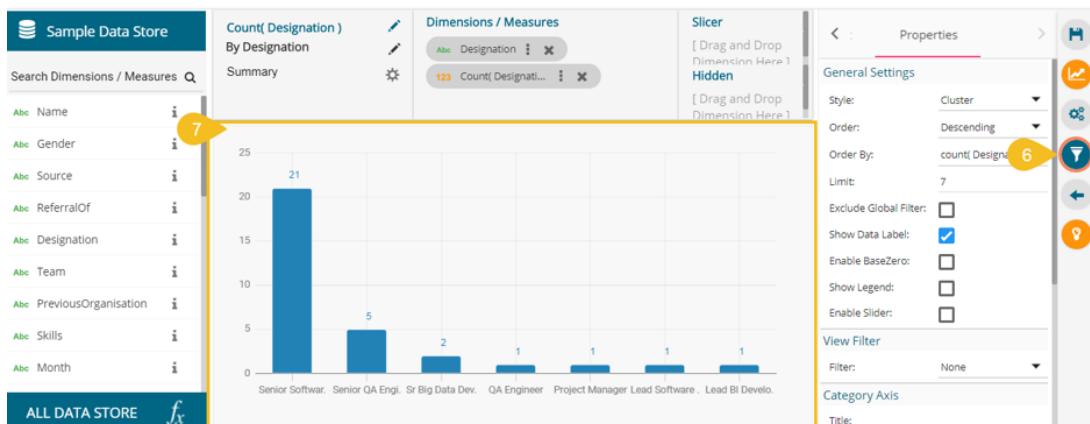 Sample Data Store
Search Dimensions / Measures
Abc Name i
Abc Gender i
Abc Source i
Abc ReferralOf i
Abc Designation i
Abc Team i
Abc PreviousOrganisation i
Abc Skills i
Abc Month i
ALL DATA STORE fx
Count( Designation )
By Designation
Summary
Dimensions / Measures
Abc Designation
123 Count( Designati...
Slicer
[ Drag and Drop
Dimension Here ]
Hidden
[ Drag and Drop
Dimension Here ]
7
25
20
15
10
5
0
21
5
2
1
1
1
1
Senior Softwar.
Senior QA Engi.
Sr Big Data Dev.
QA Engineer
Project Manager
Lead Software .
Lead BI Develo.
Properties
General Settings
Style: Cluster
Order: Descending
Order By: count( Designa
6
Limit: 7
Exclude Global Filter:
Show Data Label:
Enable BaseZero:
Show Legend:
Enable Slider:
View Filter
Filter: None
Category Axis
Title: